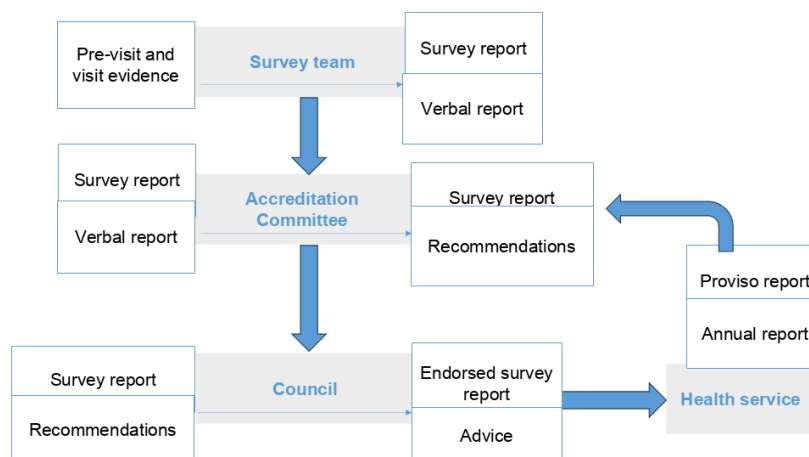 Pre-visit and
visit evidence
Survey team
Survey report
Verbal report
Survey report
Verbal report
Accreditation
Committee
Survey report
Recommendations
Proviso report
Annual report
Survey report
Recommendations
Council
Endorsed survey
report
Advice
Health service